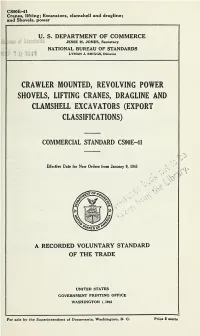 CS90E-41
Cranes, lifting; Excavators, clamshell and dragline;
and Shovels, power
U. S. DEPARTMENT OF COMMERCE
JESSE H. JONES, Secretary
NATIONAL BUREAU OF STANDARDS
LYMAN J. BRIGGS, Director
CRAWLER MOUNTED, REVOLVING POWER
SHOVELS, LIFTING CRANES, DRAGLINE AND
CLAMSHELL EXCAVATORS (EXPORT
CLASSIFICATIONS)
COMMERCIAL STANDARD CS90E-41
Effective Date for New Orders from January 9, 1942
A RECORDED VOLUNTARY STANDARD
OF THE TRADE
UNITED STATES
GOVERNMENT PRINTING OFFICE
WASHINGTON : 1942
For sale by the Superintendent of Documents, Washington, D. C. Price 5 cents